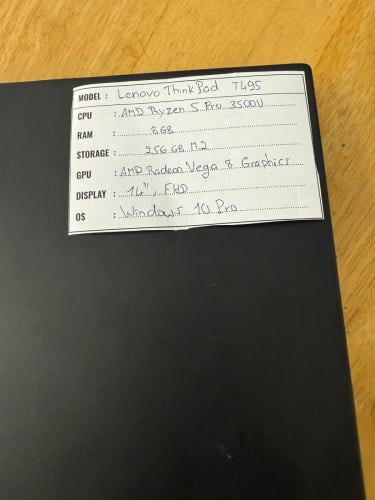 MODEL : Lenovo ThinkPad T495
CPU : AMD Ryzen 5 Pro 3500U
RAM : 8GB
STORAGE : 256 GB M.2
GPU : AMD Radeon Vega 8 Graphics
DISPLAY : 14", FHD
OS : Windows 10 Pro